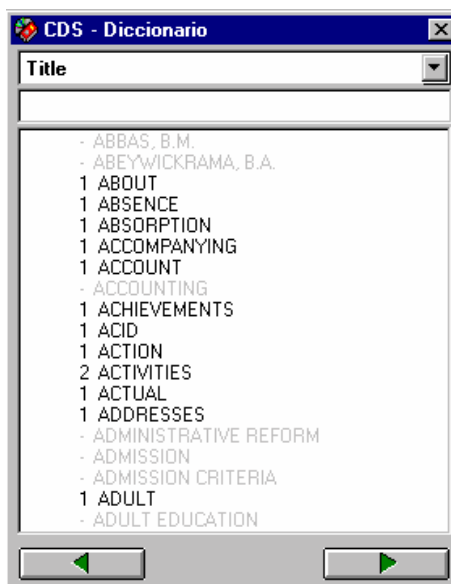 CDS - Diccionario
Title
- ABBAS, B.M.
- ABEYWICKRAMA, B.A.
1 ABOUT
1 ABSENCE
1 ABSORPTION
1 ACCOMPANYING
1 ACCOUNT
- ACCOUNTING
1 ACHIEVEMENTS
1 ACID
1 ACTION
2 ACTIVITIES
1 ACTUAL
1 ADDRESSES
- ADMINISTRATIVE REFORM
- ADMISSION
- ADMISSION CRITERIA
1 ADULT
- ADULT EDUCATION